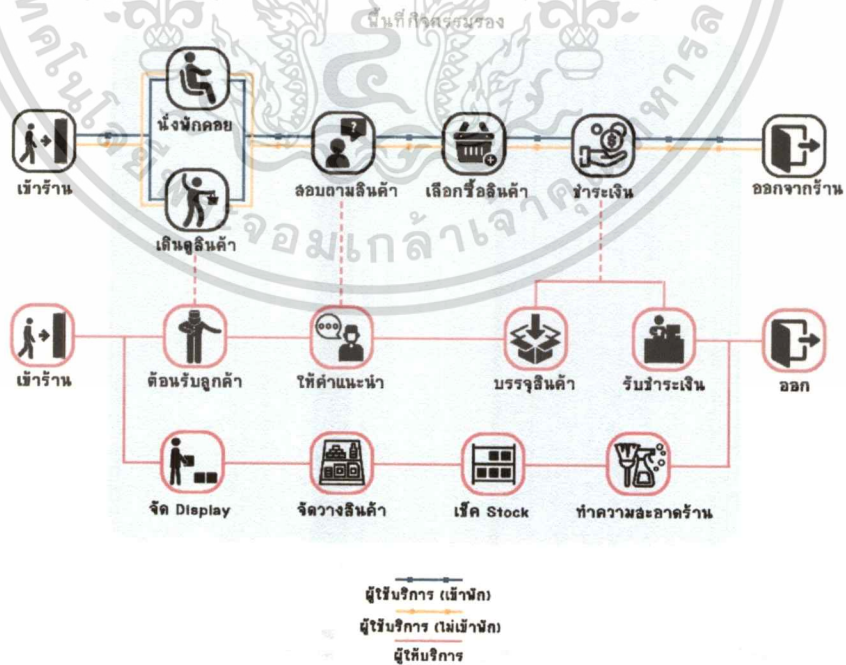 พื้นที่กิจกรรมรอง
นั่งพักคอย
เข้าร้าน
สอบถามสินค้า
เลือกซื้อสินค้า
ชำระเงิน
ออกจากร้าน
เดินดูสินค้า
เข้าร้าน
ต้อนรับลูกค้า
ให้คำแนะนำ
บรรจุสินค้า
รับชำระเงิน
ออก
จัด Display
จัดวางสินค้า
เช็ค Stock
ทำความสะอาดร้าน
ผู้ใช้บริการ (เข้าพัก)
ผู้ใช้บริการ (ไม่เข้าพัก)
ผู้ให้บริการ